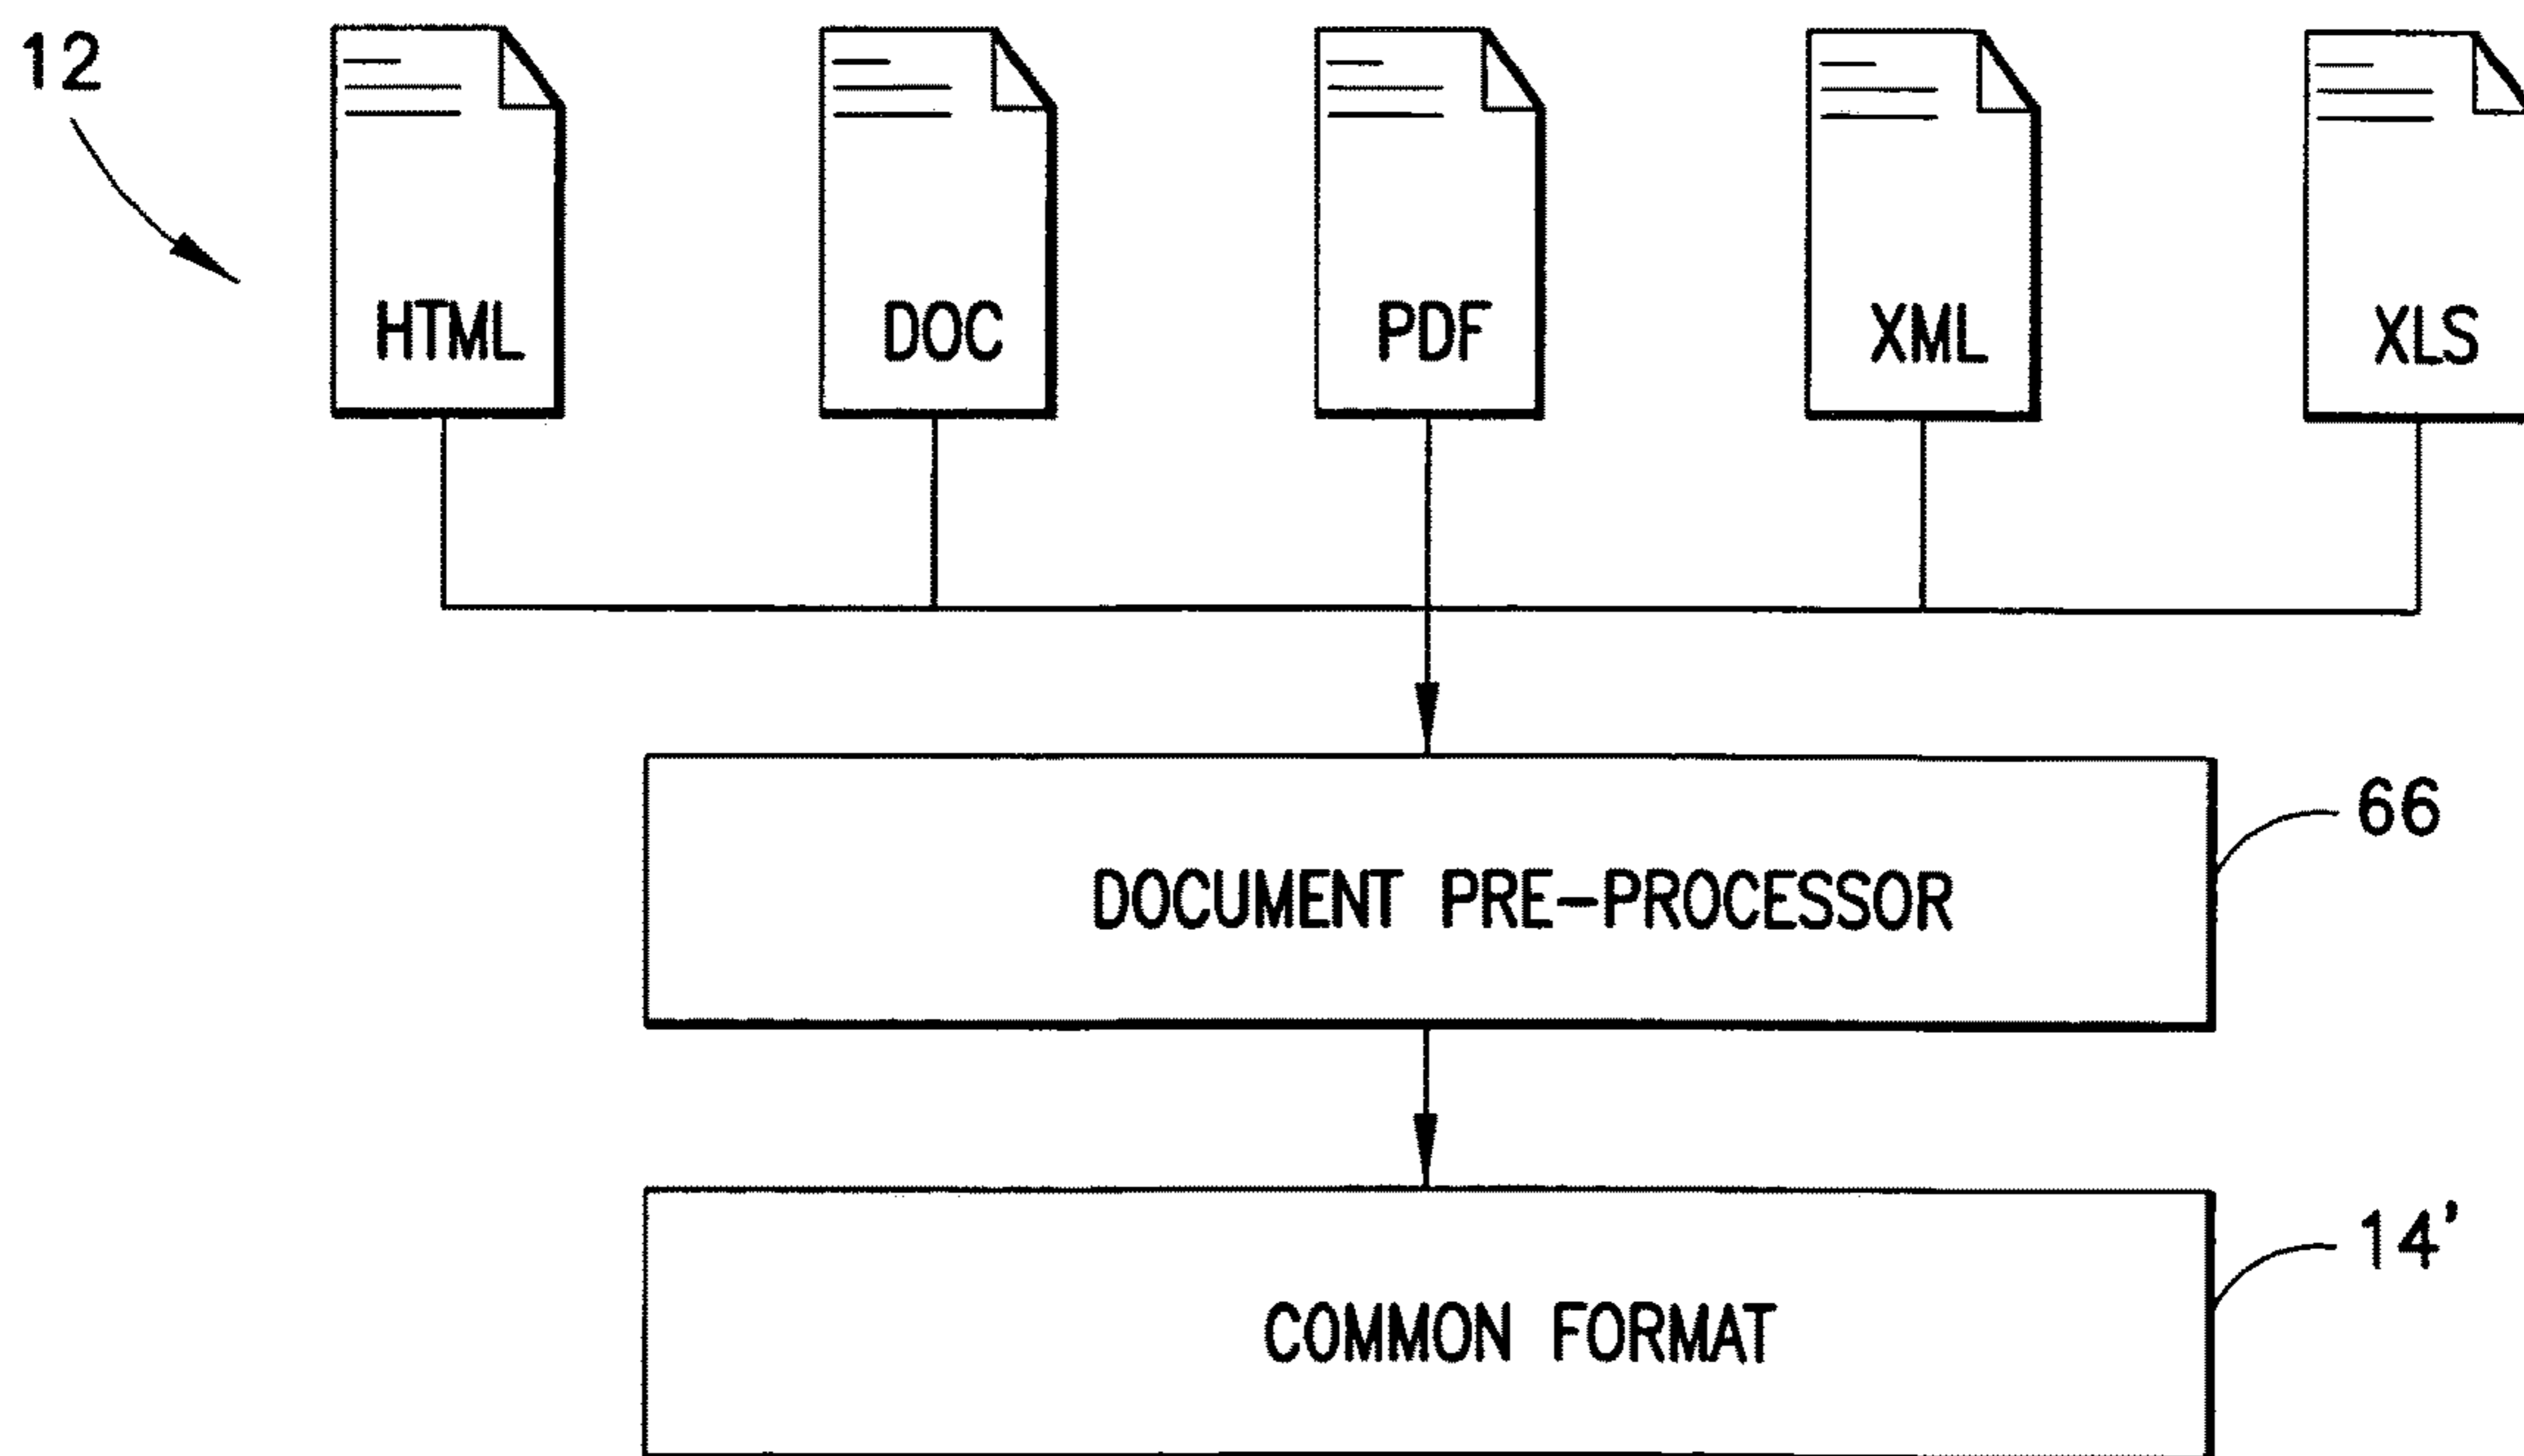 12
HTML DOC PDF XML XLS
66
DOCUMENT PRE-PROCESSOR
14'
COMMON FORMAT